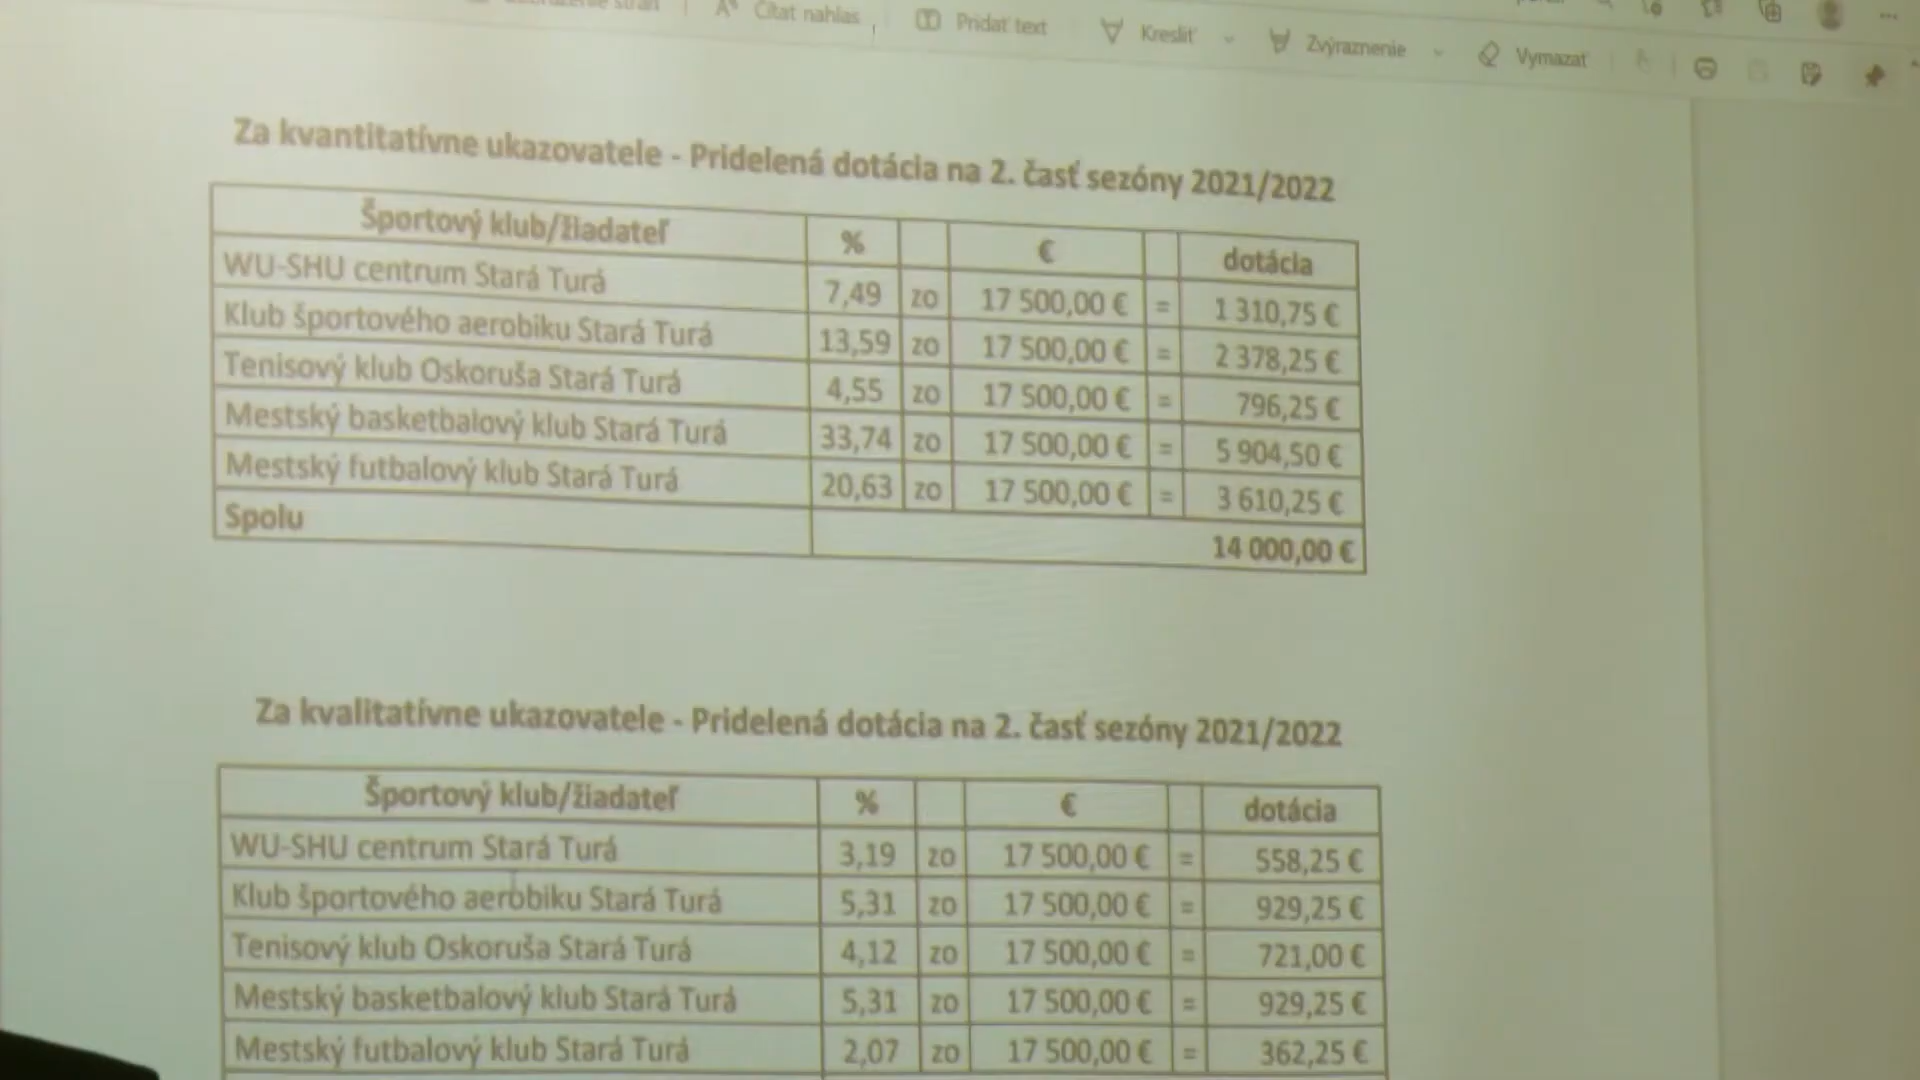 Čítat nahlas
Pridať text
Kresliť
Zvýraznenie
Vymazať
Za kvantitatívne ukazovatele - Pridelená dotácia na 2. časť sezóny 2021/2022
Športový klub/žiadateľ % € dotácia
WU-SHU centrum Stará Turá 7,49 zo 17 500,00 € = 1 310,75 €
Klub športového aerobiku Stará Turá 13,59 zo 17 500,00 € = 2 378,25 €
Tenisový klub Oskoruša Stará Turá 4,55 zo 17 500,00 € = 796,25 €
Mestský basketbalový klub Stará Turá 33,74 zo 17 500,00 € = 5 904,50 €
Mestský futbalový klub Stará Turá 20,63 zo 17 500,00 € = 3 610,25 €
Spolu 14 000,00 €
Za kvalitatívne ukazovatele - Pridelená dotácia na 2. časť sezóny 2021/2022
Športový klub/žiadateľ % € dotácia
WU-SHU centrum Stará Turá 3,19 zo 17 500,00 € = 558,25 €
Klub športového aerobiku Stará Turá 5,31 zo 17 500,00 € = 929,25 €
Tenisový klub Oskoruša Stará Turá 4,12 zo 17 500,00 € = 721,00 €
Mestský basketbalový klub Stará Turá 5,31 zo 17 500,00 € = 929,25 €
Mestský futbalový klub Stará Turá 2,07 zo 17 500,00 € = 362,25 €